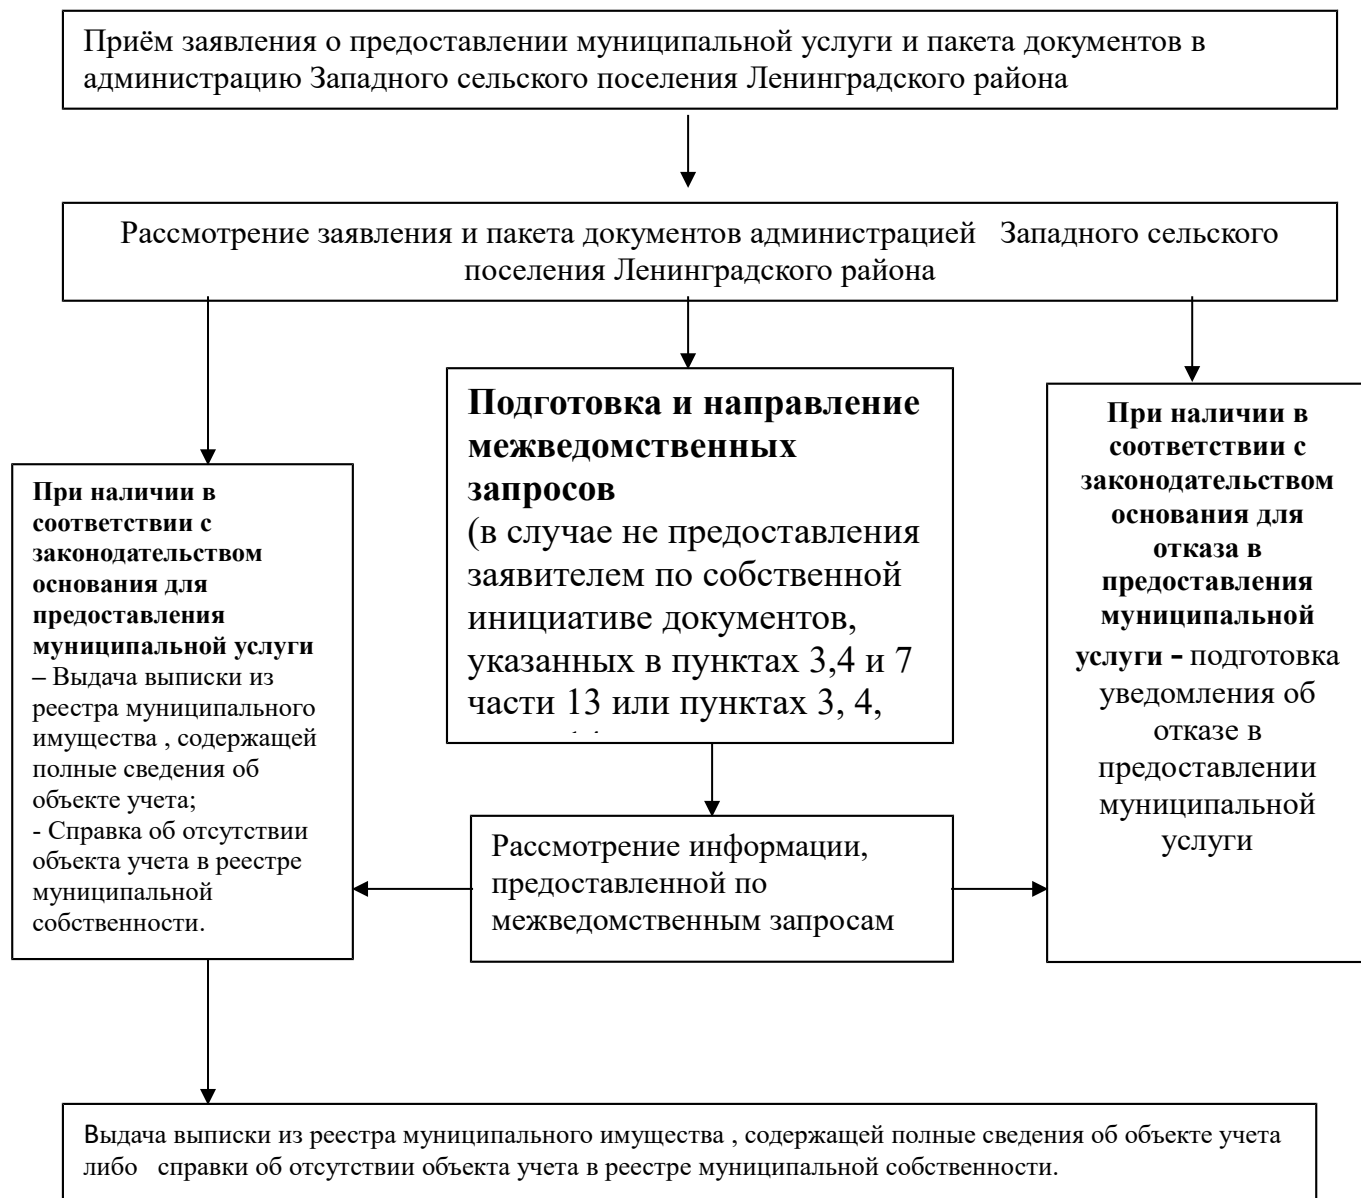 Приём заявления о предоставлении муниципальной услуги и пакета документов в
администрацию Западного сельского поселения Ленинградского района
Рассмотрение заявления и пакета документов администрацией Западного сельского
поселения Ленинградского района
При наличии в
соответствии с
законодательством
основания для
предоставления
муниципальной услуги
– Выдача выписки из
реестра муниципального
имущества , содержащей
полные сведения об
объекте учета;
- Справка об отсутствии
объекта учета в реестре
муниципальной
собственности.
Подготовка и направление
межведомственных
запросов
(в случае не предоставления
заявителем по собственной
инициативе документов,
указанных в пунктах 3,4 и 7
части 13 или пунктах 3, 4,
При наличии в
соответствии с
законодательством
основания для
отказа в
предоставления
муниципальной
услуги – подготовка
уведомления об
отказе в
предоставлении
муниципальной
услуги
Рассмотрение информации,
предоставленной по
межведомственным запросам
Выдача выписки из реестра муниципального имущества , содержащей полные сведения об объекте учета
либо справки об отсутствии объекта учета в реестре муниципальной собственности.